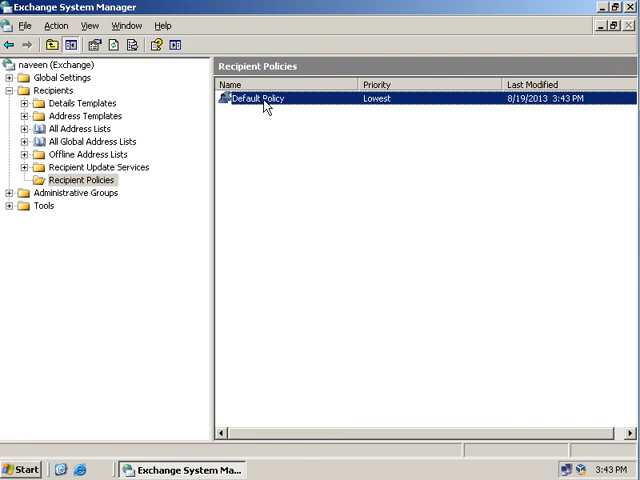 Exchange System Manager
File Action View Window Help
naveen (Exchange)
Global Settings
Recipients
Details Templates
Address Templates
All Address Lists
All Global Address Lists
Offline Address Lists
Recipient Update Services
Recipient Policies
Administrative Groups
Tools
Recipient Policies
Name Priority Last Modified
Default Policy Lowest 8/19/2013 3:43 PM
Start Exchange System Ma... 3:43 PM